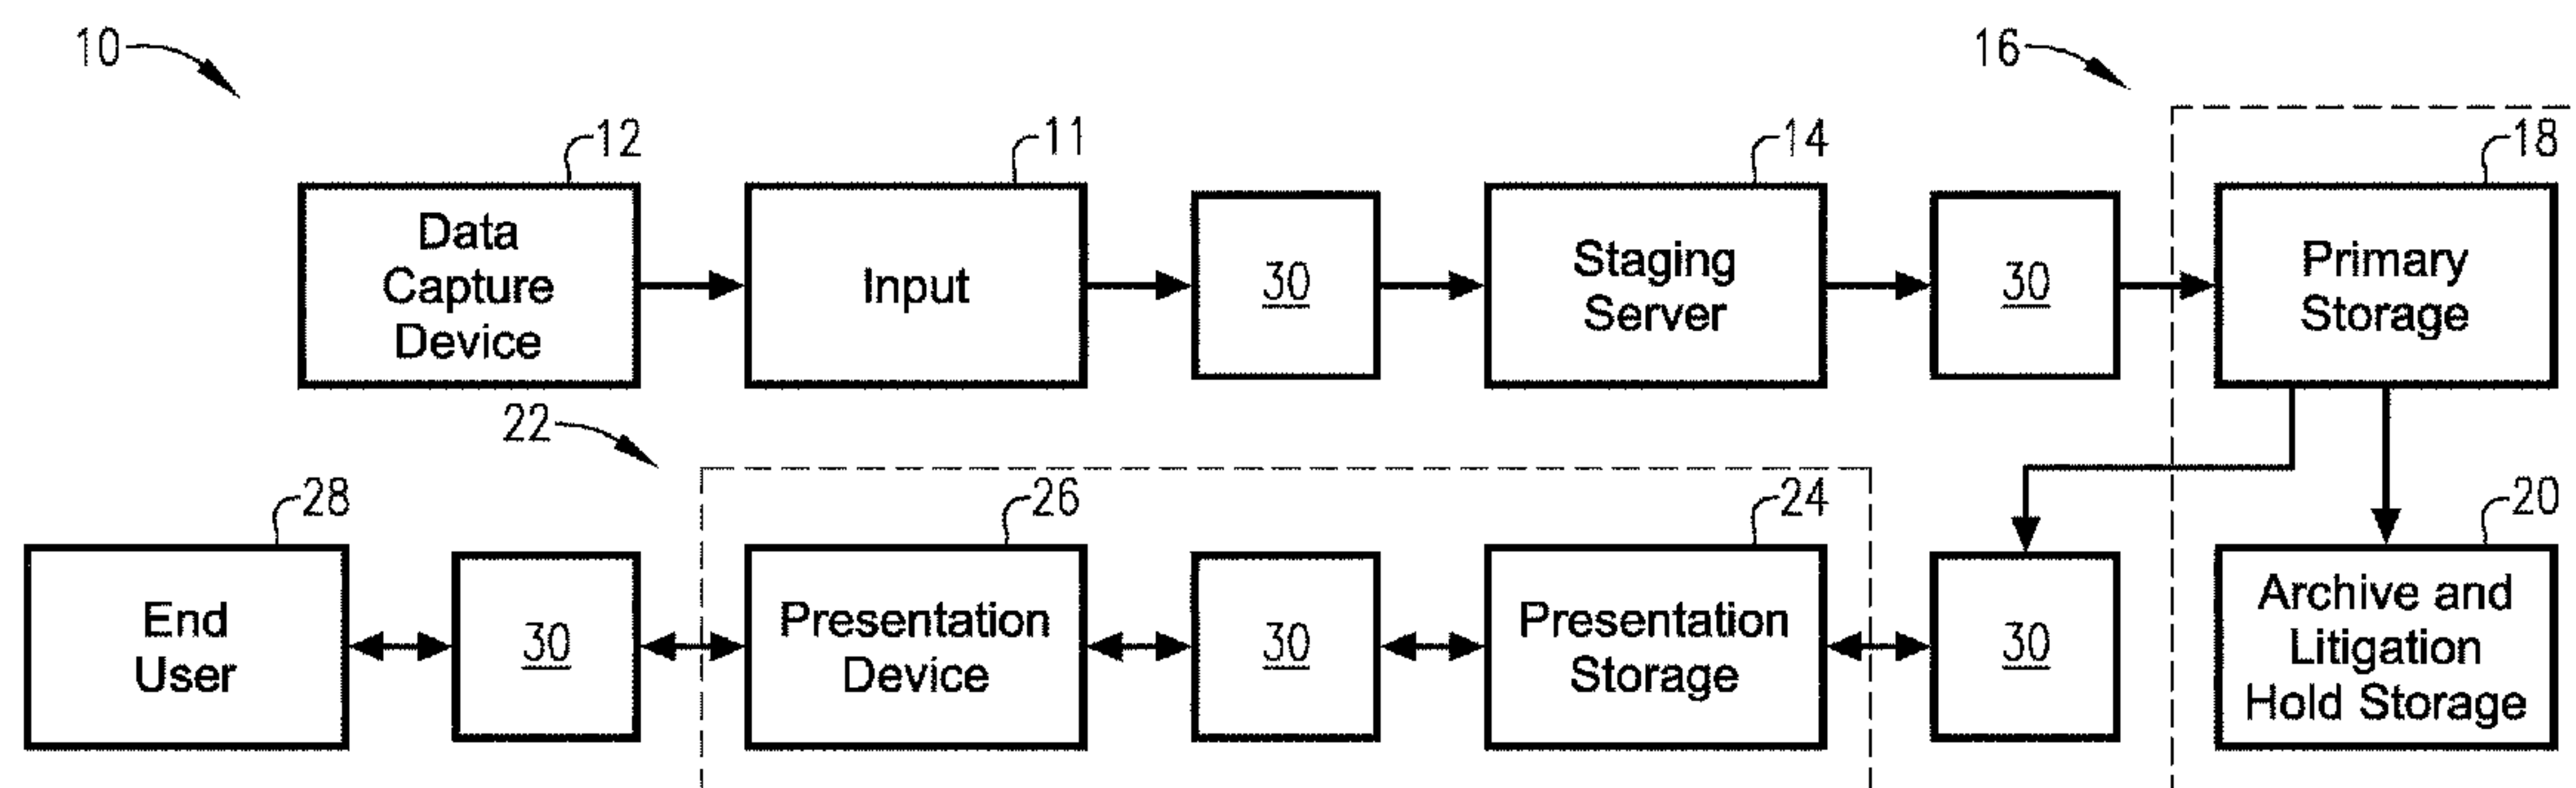 10
16
12
11
14
18
Data
Capture
Device
Input
30
Staging
Server
30
Primary
Storage
22
28
26
24
20
End
User
30
Presentation
Device
30
Presentation
Storage
30
Archive and
Litigation
Hold Storage